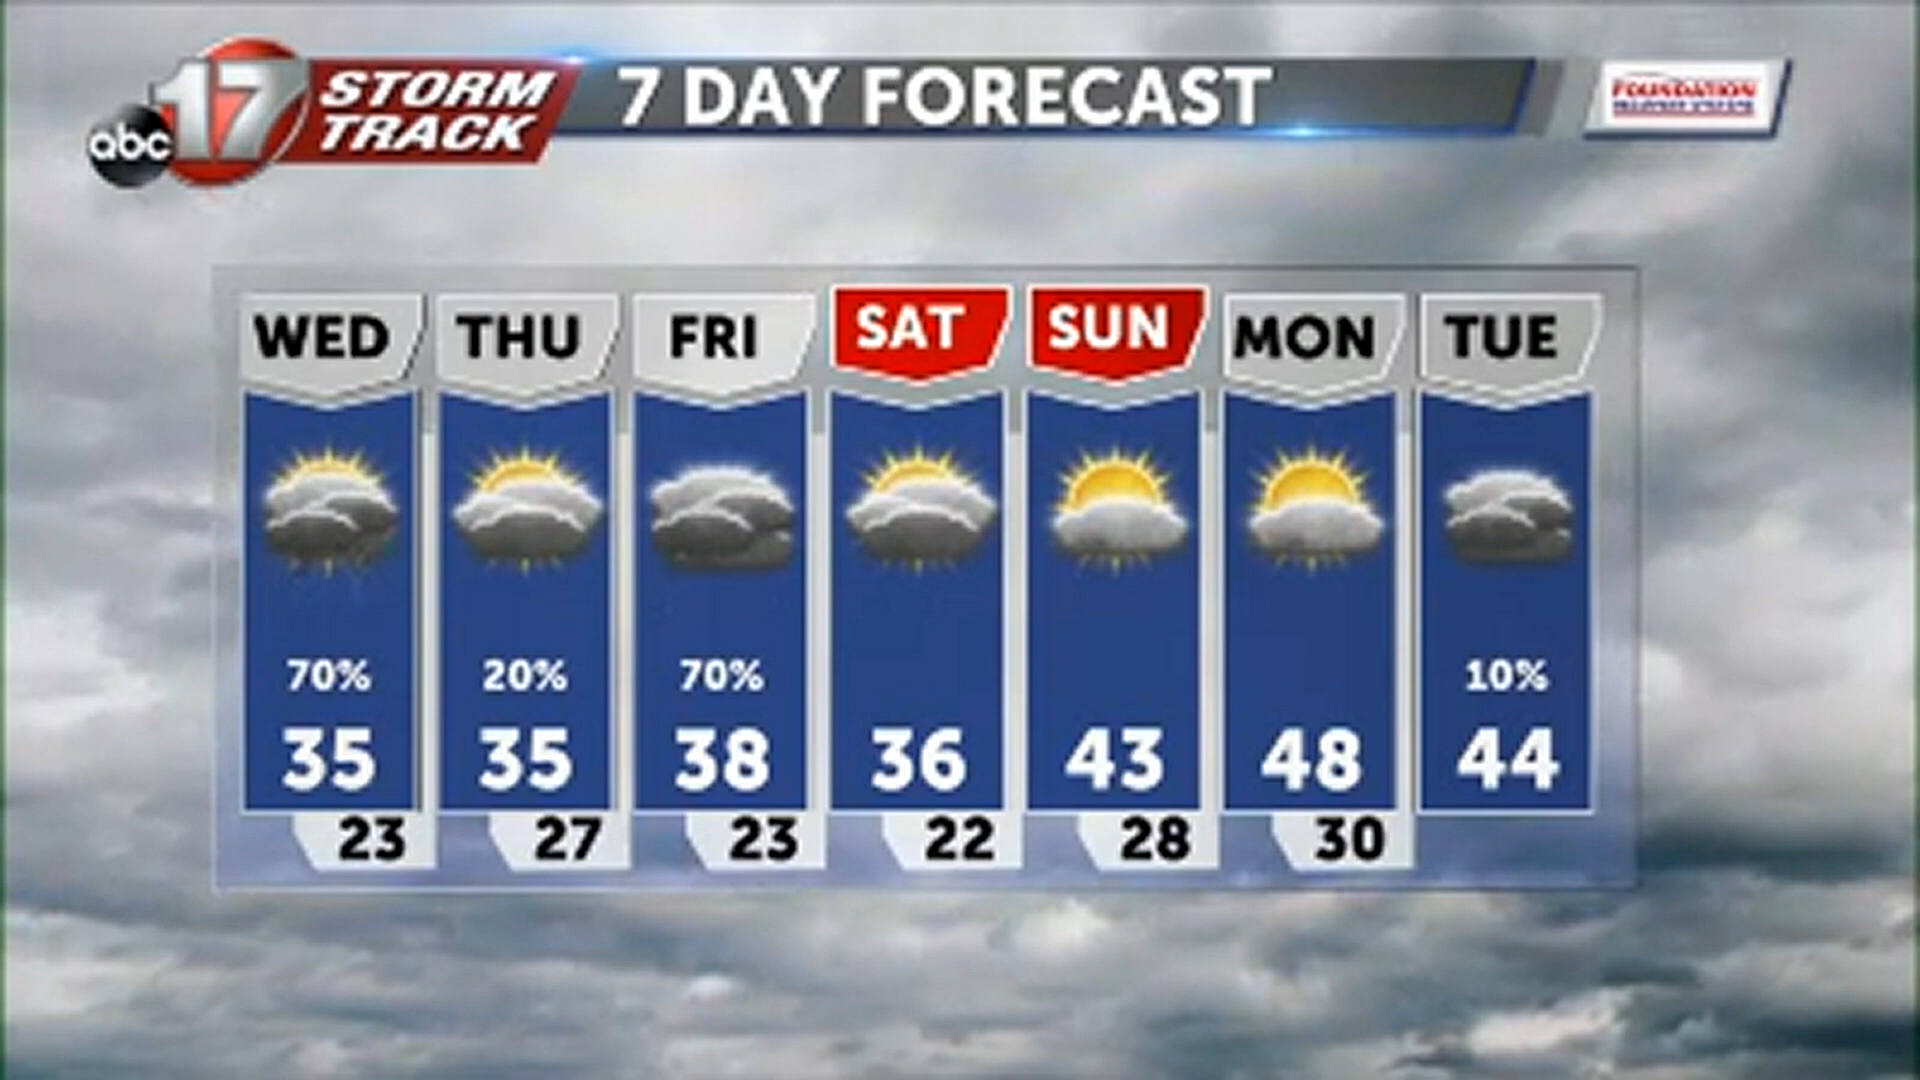 abc 17 STORM TRACK
7 DAY FORECAST
FOUNDATION
WED THU FRI SAT SUN MON TUE
70% 20% 70% 10%
35 35 38 36 43 48 44
23 27 23 22 28 30